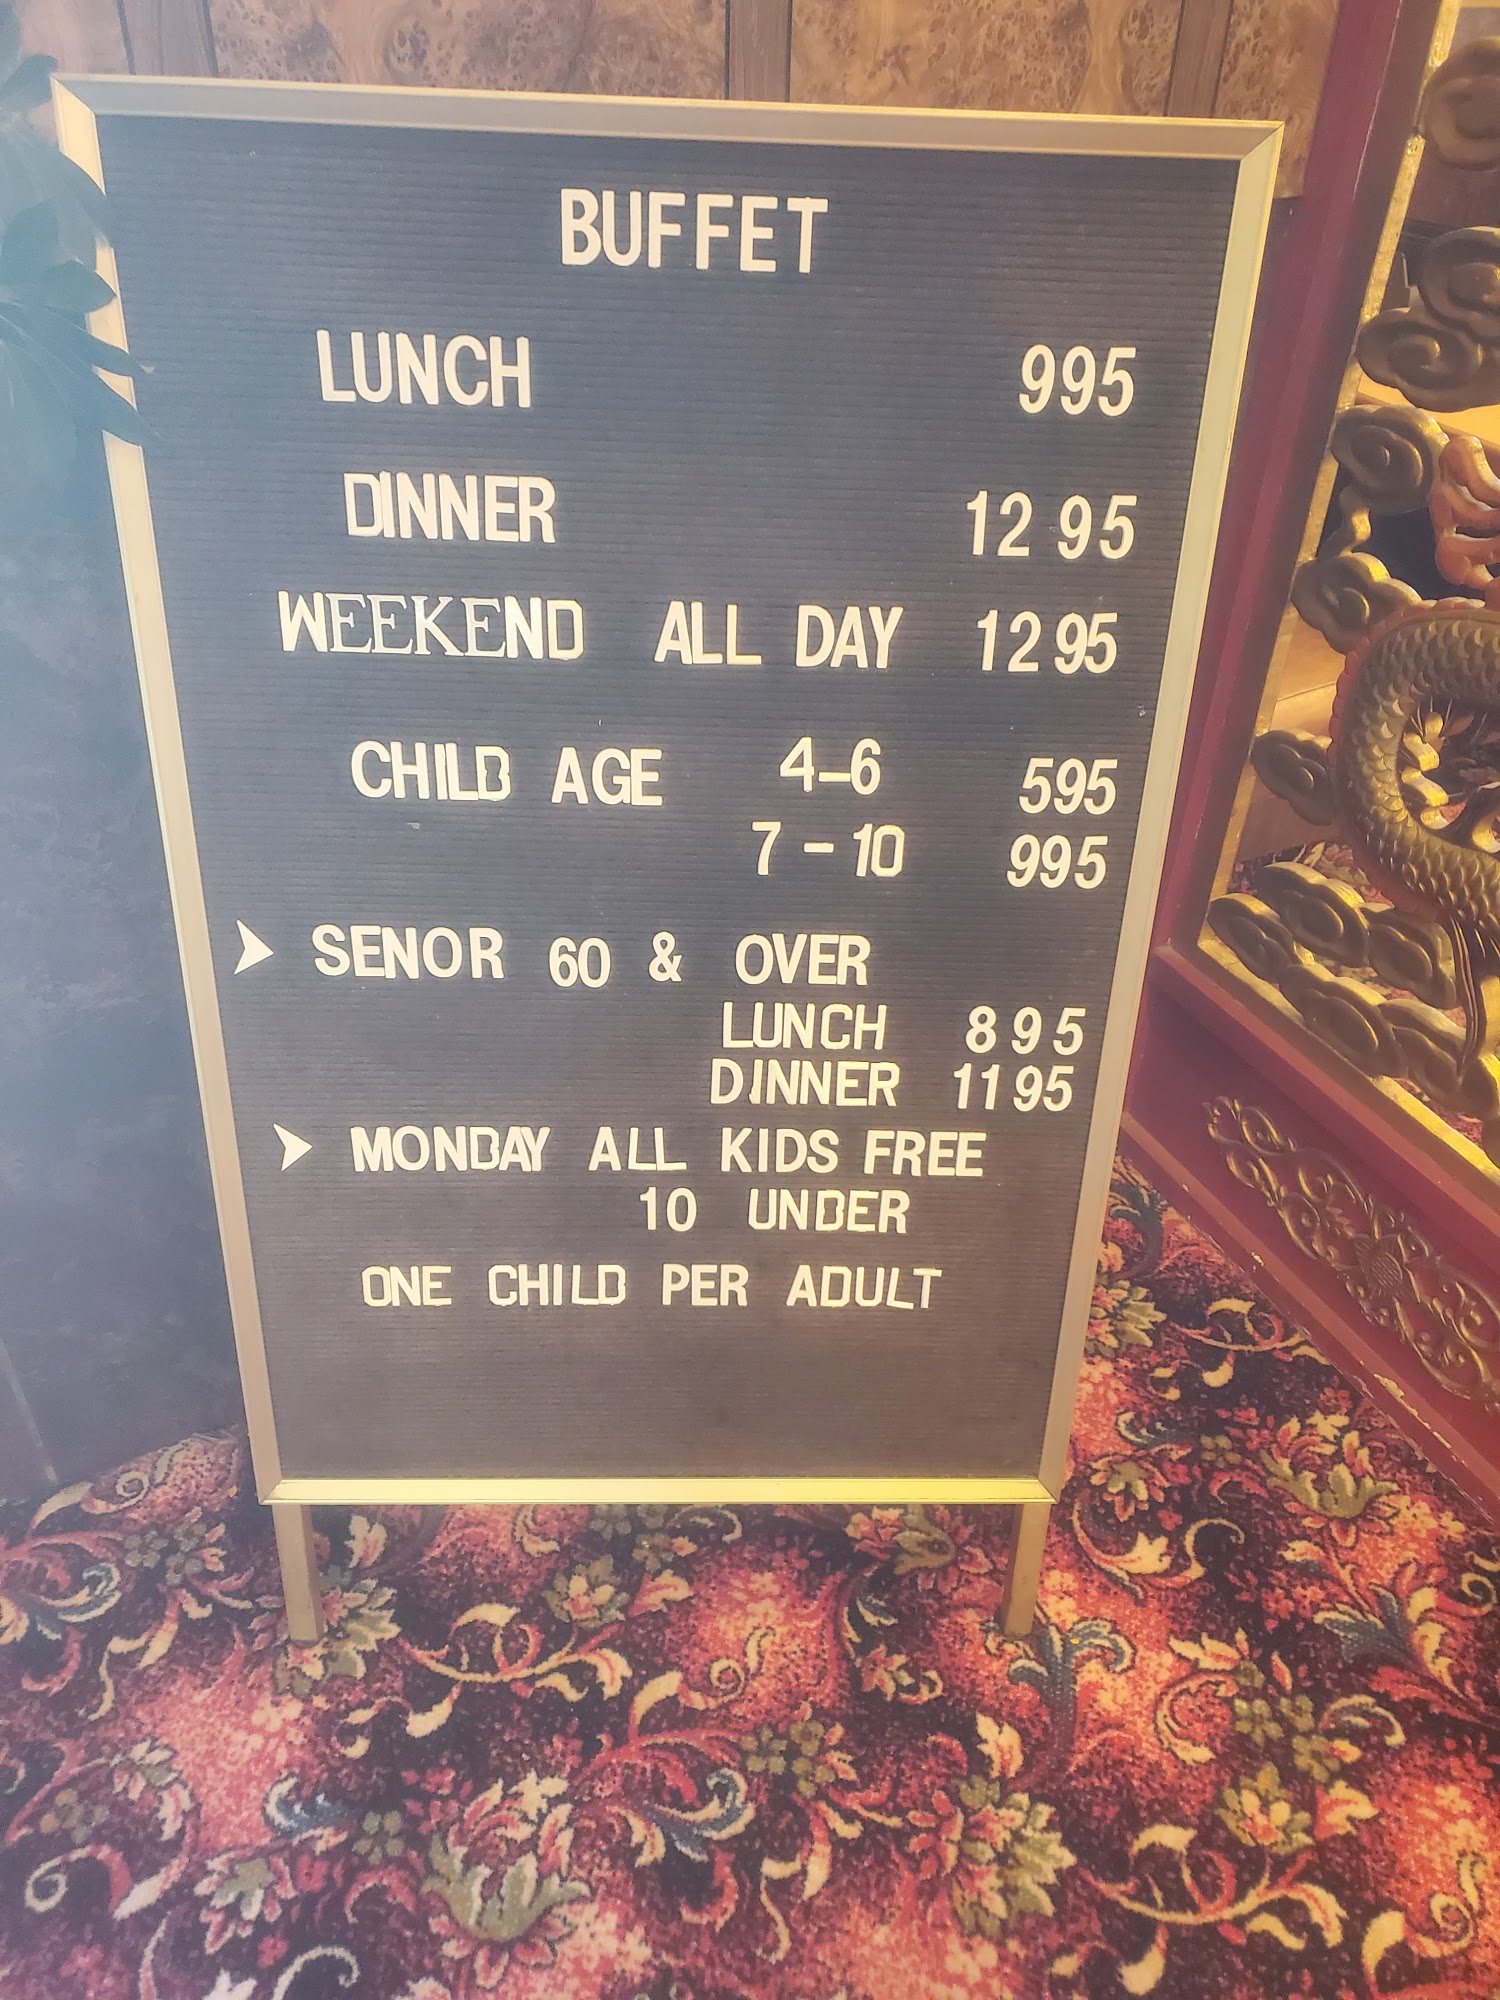 BUFFET
LUNCH 995
DINNER 12 95
WEEKEND ALL DAY 12 95
CHILD AGE 4-6 595
7 - 10 995
➤ SENOR 60 & OVER
LUNCH 8 9 5
DINNER 11 95
➤ MONDAY ALL KIDS FREE
10 UNDER
ONE CHILD PER ADULT